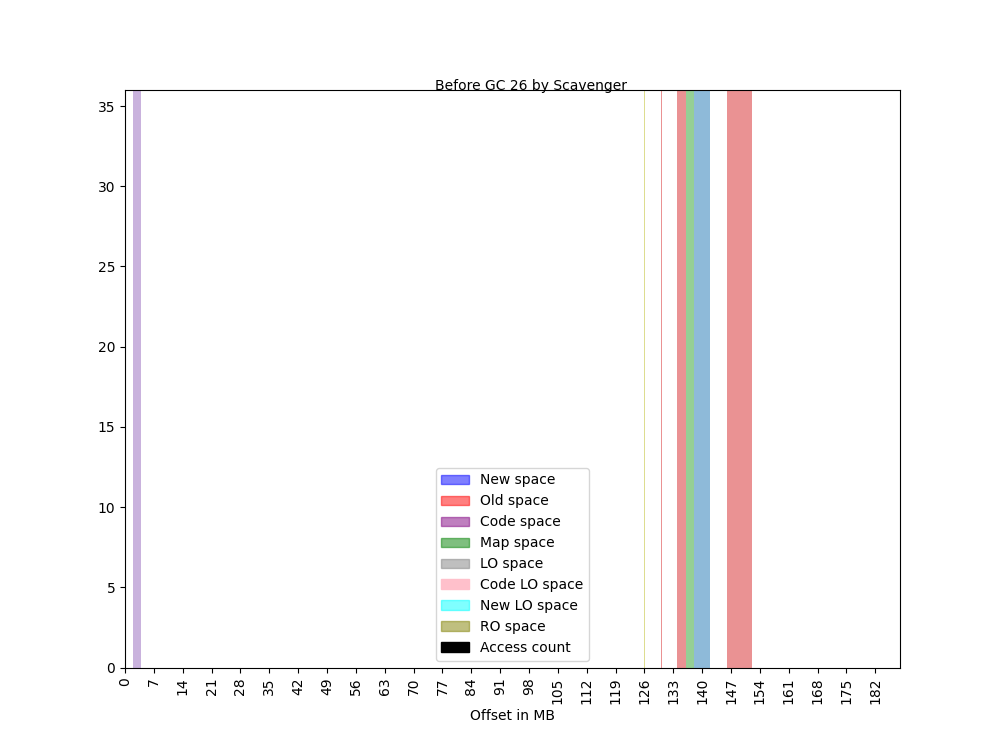 Before GC 26 by Scavenger
35
30
25
20
15
10
5
0
New space
Old space
Code space
Map space
LO space
Code LO space
New LO space
RO space
Access count
0 7 14 21 28 35 42 49 56 63 70 77 84 91 98 105 112 119 126 133 140 147 154 161 168 175 182
Offset in MB